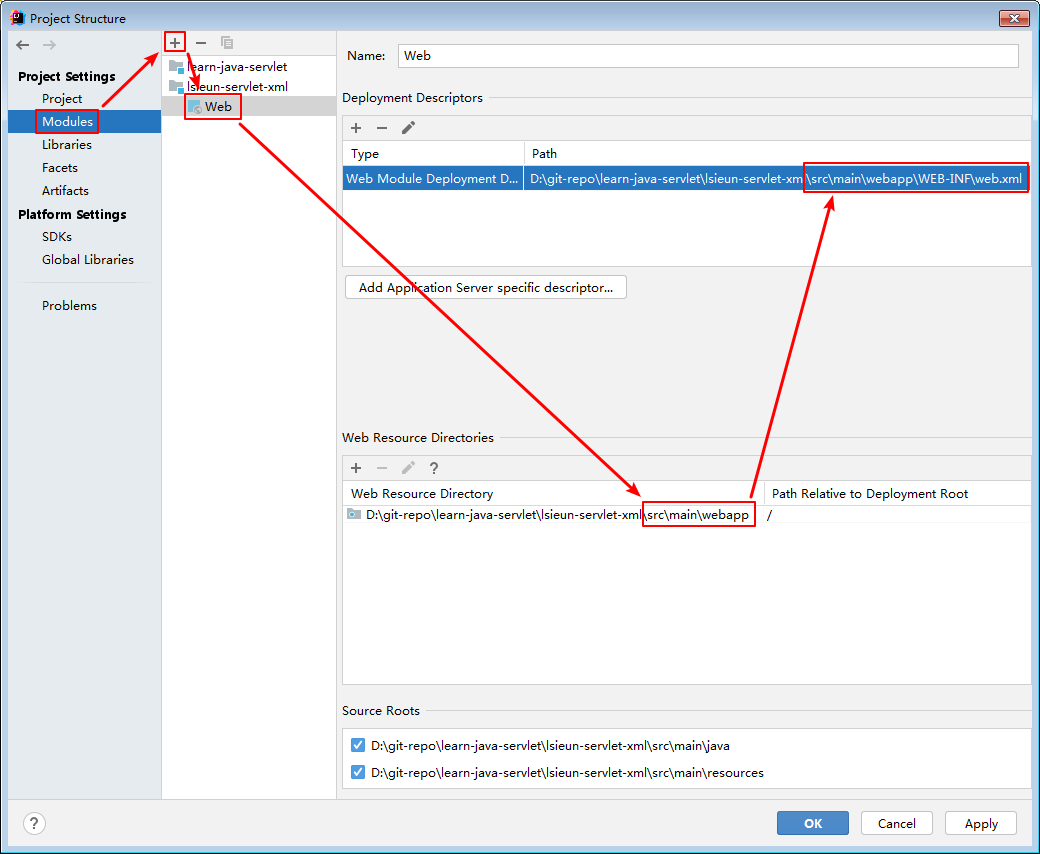 Project Structure
Project Settings
Project
Modules
Libraries
Facets
Artifacts
Platform Settings
SDKs
Global Libraries
Problems
learn-java-servlet
lsieun-servlet-xml
Web
Name: Web
Deployment Descriptors
Type Path
Web Module Deployment D... D:\git-repo\learn-java-servlet\lsieun-servlet-xml\src\main\webapp\WEB-INF\web.xml
Add Application Server specific descriptor...
Web Resource Directories
?
Web Resource Directory Path Relative to Deployment Root
D:\git-repo\learn-java-servlet\lsieun-servlet-xml\src\main\webapp /
Source Roots
D:\git-repo\learn-java-servlet\lsieun-servlet-xml\src\main\java
D:\git-repo\learn-java-servlet\lsieun-servlet-xml\src\main\resources
? OK Cancel Apply